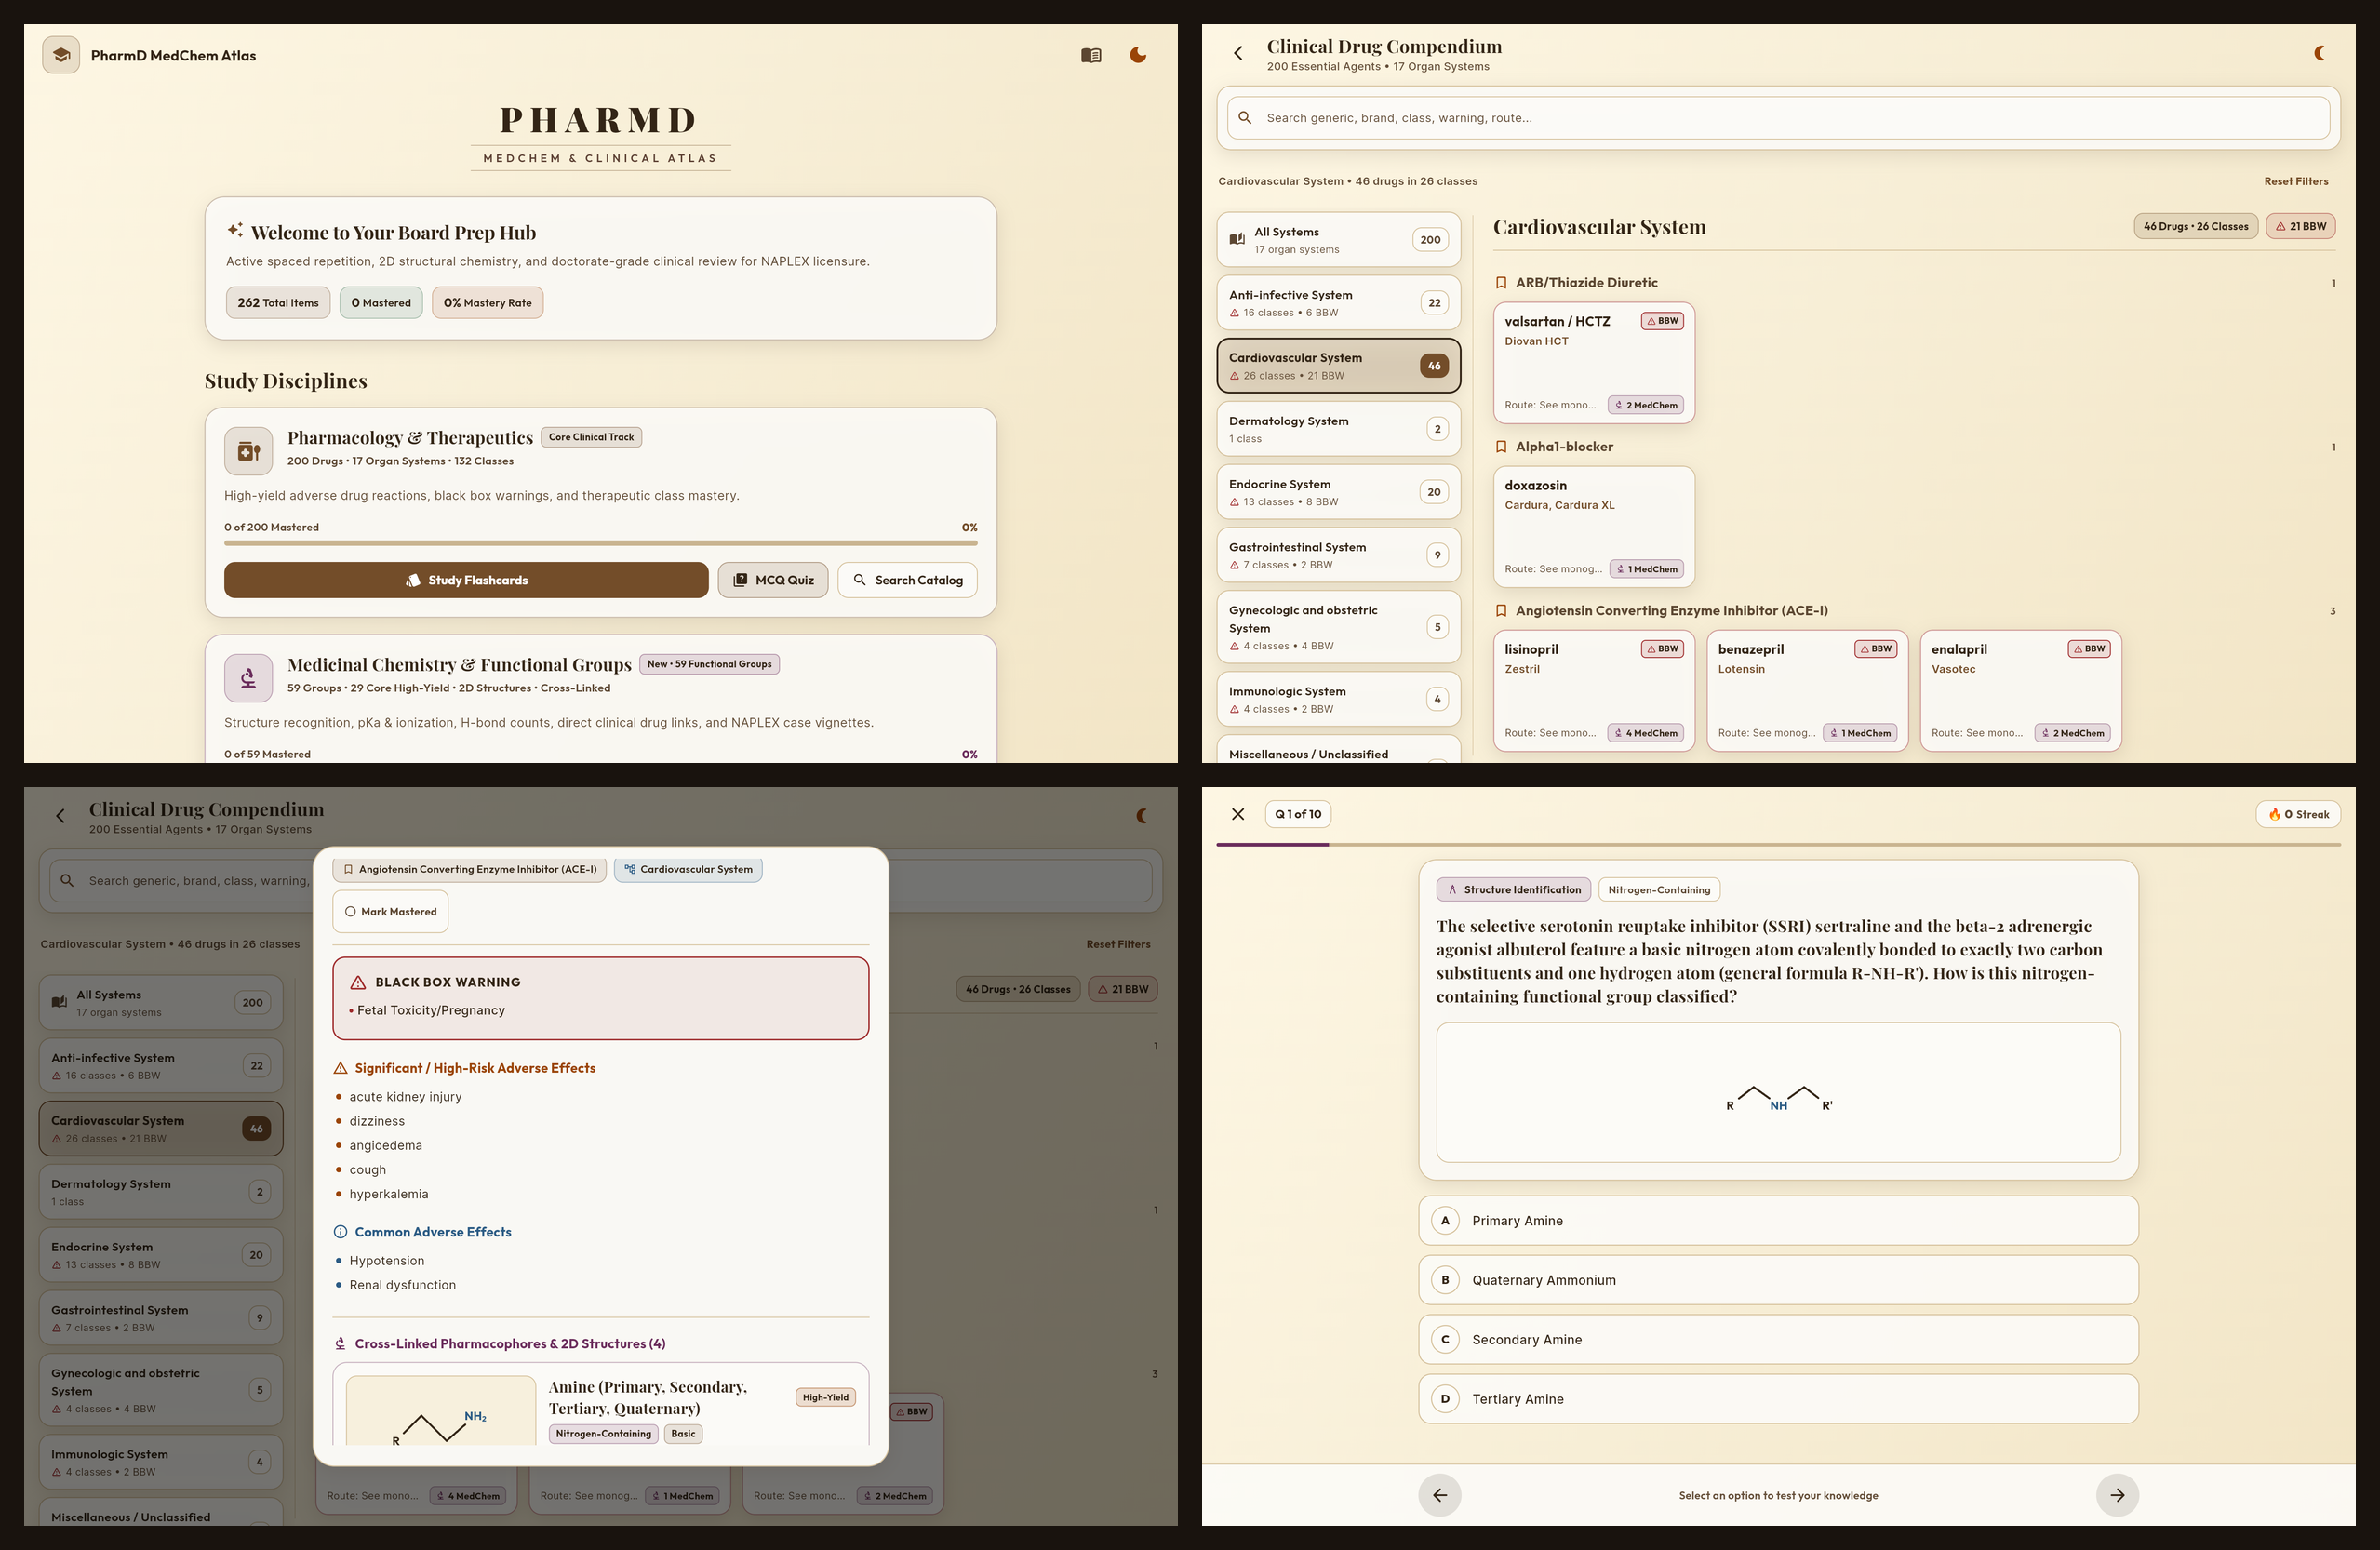 PharmD MedChem Atlas
PHARMD
MEDCHEM & CLINICAL ATLAS
Welcome to Your Board Prep Hub
Active spaced repetition, 2D structural chemistry, and doctorate-grade clinical review for NAPLEX licensure.
262 Total Items
0 Mastered
0% Mastery Rate
Study Disciplines
Pharmacology & Therapeutics
Core Clinical Track
200 Drugs • 17 Organ Systems • 132 Classes
High-yield adverse drug reactions, black box warnings, and therapeutic class mastery.
0 of 200 Mastered
0%
Study Flashcards
MCQ Quiz
Search Catalog
Medicinal Chemistry & Functional Groups
New • 59 Functional Groups
59 Groups • 29 Core High-Yield • 2D Structures • Cross-Linked
Structure recognition, pKa & ionization, H-bond counts, direct clinical drug links, and NAPLEX case vignettes.
0 of 59 Mastered
0%
Clinical Drug Compendium
200 Essential Agents • 17 Organ Systems
Search generic, brand, class, warning, route...
Cardiovascular System • 46 drugs in 26 classes
Reset Filters
All Systems
17 organ systems
200
Anti-infective System
16 classes • 6 BBW
22
Cardiovascular System
26 classes • 21 BBW
46
Dermatology System
1 class
2
Endocrine System
13 classes • 8 BBW
20
Gastrointestinal System
7 classes • 2 BBW
9
Gynecologic and obstetric
System
4 classes • 4 BBW
5
Immunologic System
4 classes • 2 BBW
4
Miscellaneous / Unclassified
Cardiovascular System
46 Drugs • 26 Classes
21 BBW
ARB/Thiazide Diuretic
1
valsartan / HCTZ
BBW
Diovan HCT
Route: See mono...
2 MedChem
Alpha1-blocker
1
doxazosin
Cardura, Cardura XL
Route: See monog...
1 MedChem
Angiotensin Converting Enzyme Inhibitor (ACE-I)
3
lisinopril
BBW
Zestril
Route: See mono...
4 MedChem
benazepril
BBW
Lotensin
Route: See monog...
1 MedChem
enalapril
BBW
Vasotec
Route: See mono...
2 MedChem
Clinical Drug Compendium
200 Essential Agents • 17 Organ Systems
Search generic, brand, class, warning,
Cardiovascular System • 46 drugs in 26 classes
Reset Filters
All Systems
17 organ systems
200
Anti-infective System
16 classes • 6 BBW
22
Cardiovascular System
26 classes • 21 BBW
46
Dermatology System
1 class
2
Endocrine System
13 classes • 8 BBW
20
Gastrointestinal System
7 classes • 2 BBW
9
Gynecologic and obstetric
System
4 classes • 4 BBW
5
Immunologic System
4 classes • 2 BBW
4
Miscellaneous / Unclassified
46 Drugs • 26 Classes
21 BBW
1
1
3
BBW
Route: See mono...
4 MedChem
Route: See monog...
1 MedChem
Route: See mono...
2 MedChem
Angiotensin Converting Enzyme Inhibitor (ACE-I)
Cardiovascular System
Mark Mastered
BLACK BOX WARNING
• Fetal Toxicity/Pregnancy
Significant / High-Risk Adverse Effects
• acute kidney injury
• dizziness
• angioedema
• cough
• hyperkalemia
Common Adverse Effects
• Hypotension
• Renal dysfunction
Cross-Linked Pharmacophores & 2D Structures (4)
R
NH₂
Amine (Primary, Secondary,
Tertiary, Quaternary)
High-Yield
Nitrogen-Containing
Basic
Q 1 of 10
🔥 0 Streak
Structure Identification
Nitrogen-Containing
The selective serotonin reuptake inhibitor (SSRI) sertraline and the beta-2 adrenergic
agonist albuterol feature a basic nitrogen atom covalently bonded to exactly two carbon
substituents and one hydrogen atom (general formula R-NH-R'). How is this nitrogen-
containing functional group classified?
R
NH
R'
A
Primary Amine
B
Quaternary Ammonium
C
Secondary Amine
D
Tertiary Amine
Select an option to test your knowledge